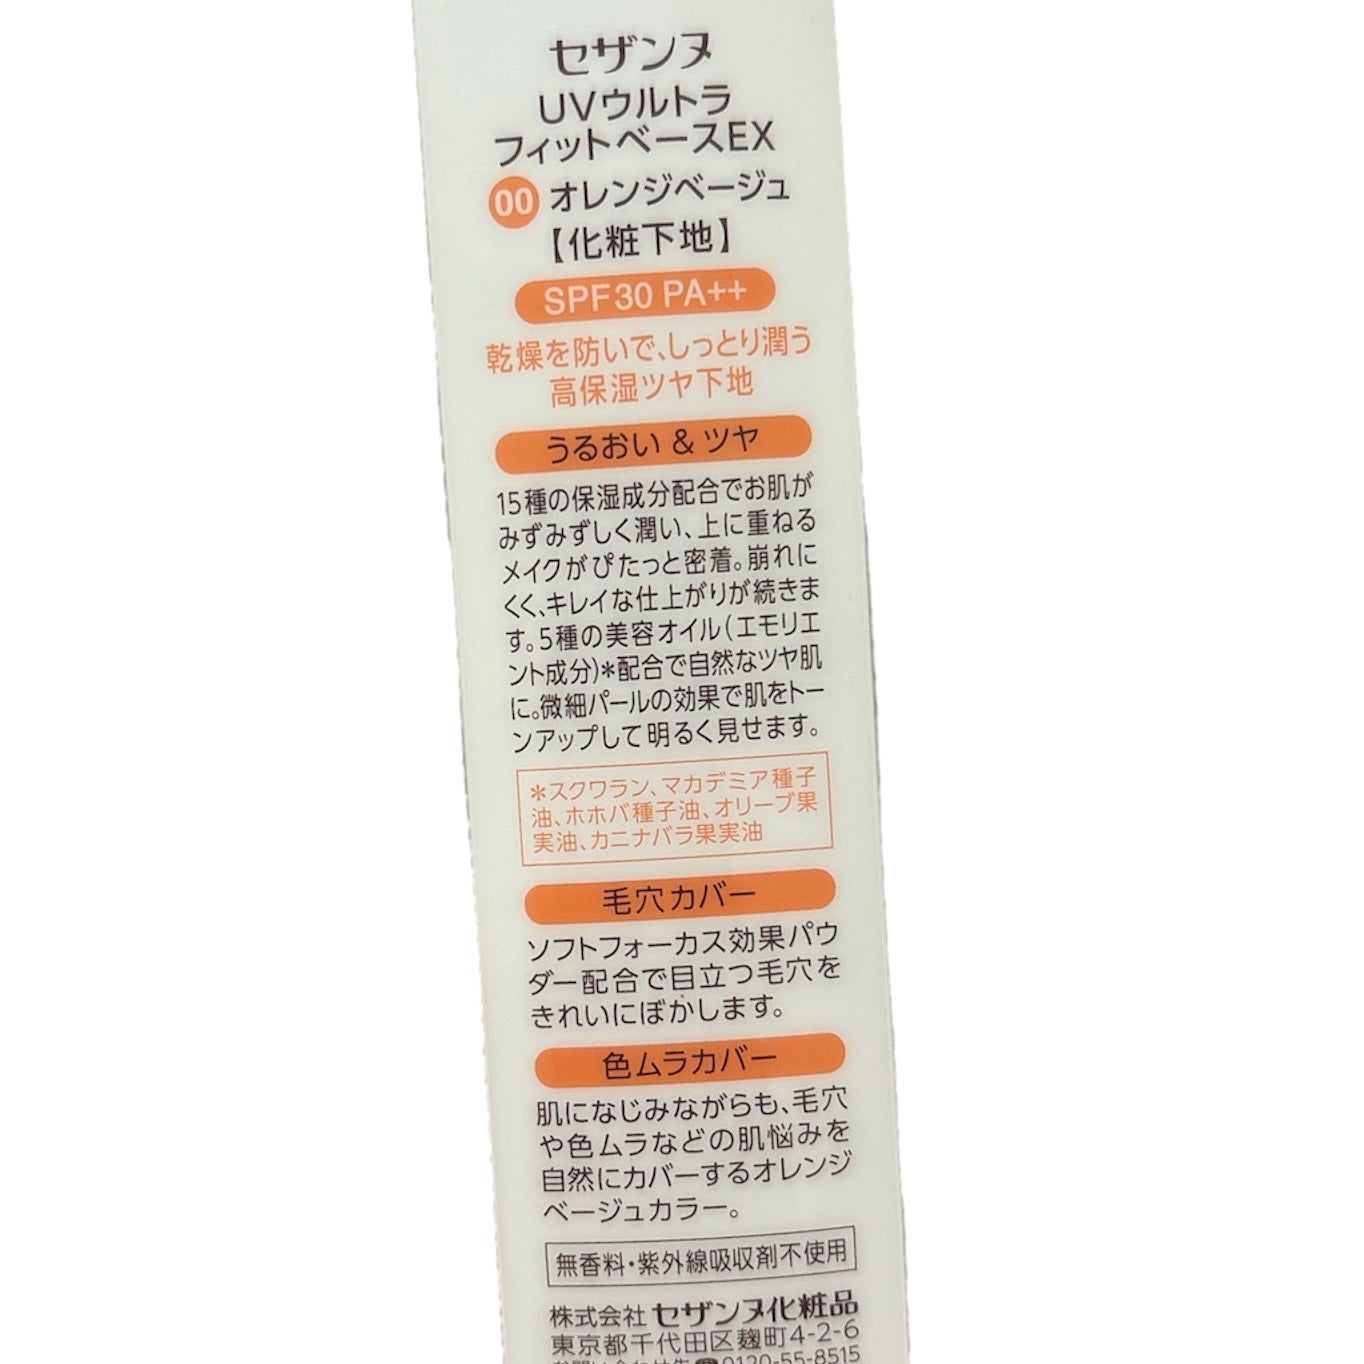 セザンヌ
UVウルトラ
フィットベースEX
00 オレンジベージュ
【化粧下地】
SPF30 PA++
乾燥を防いで、しっとり潤う
高保湿ツヤ下地
うるおい & ツヤ
15種の保湿成分配合でお肌が
みずみずしく潤い、上に重ねる
メイクがぴたっと密着。崩れに
くく、キレイな仕上がりが続きま
す。5種の美容オイル(エモリエ
ント成分)*配合で自然なツヤ肌
に。微細パールの効果で肌をトー
ンアップして明るく見せます。
*スクワラン、マカデミア種子
油、ホホバ種子油、オリーブ果
実油、カニナバラ果実油
毛穴カバー
ソフトフォーカス効果パウ
ダー配合で目立つ毛穴を
きれいにぼかします。
色ムラカバー
肌になじみながらも、毛穴
や色ムラなどの肌悩みを
自然にカバーするオレンジ
ベージュカラー。
無香料・紫外線吸収剤不使用
株式会社 セザンヌ化粧品
東京都千代田区麹町4-2-6
お問い合わせ先☎0120-55-8515